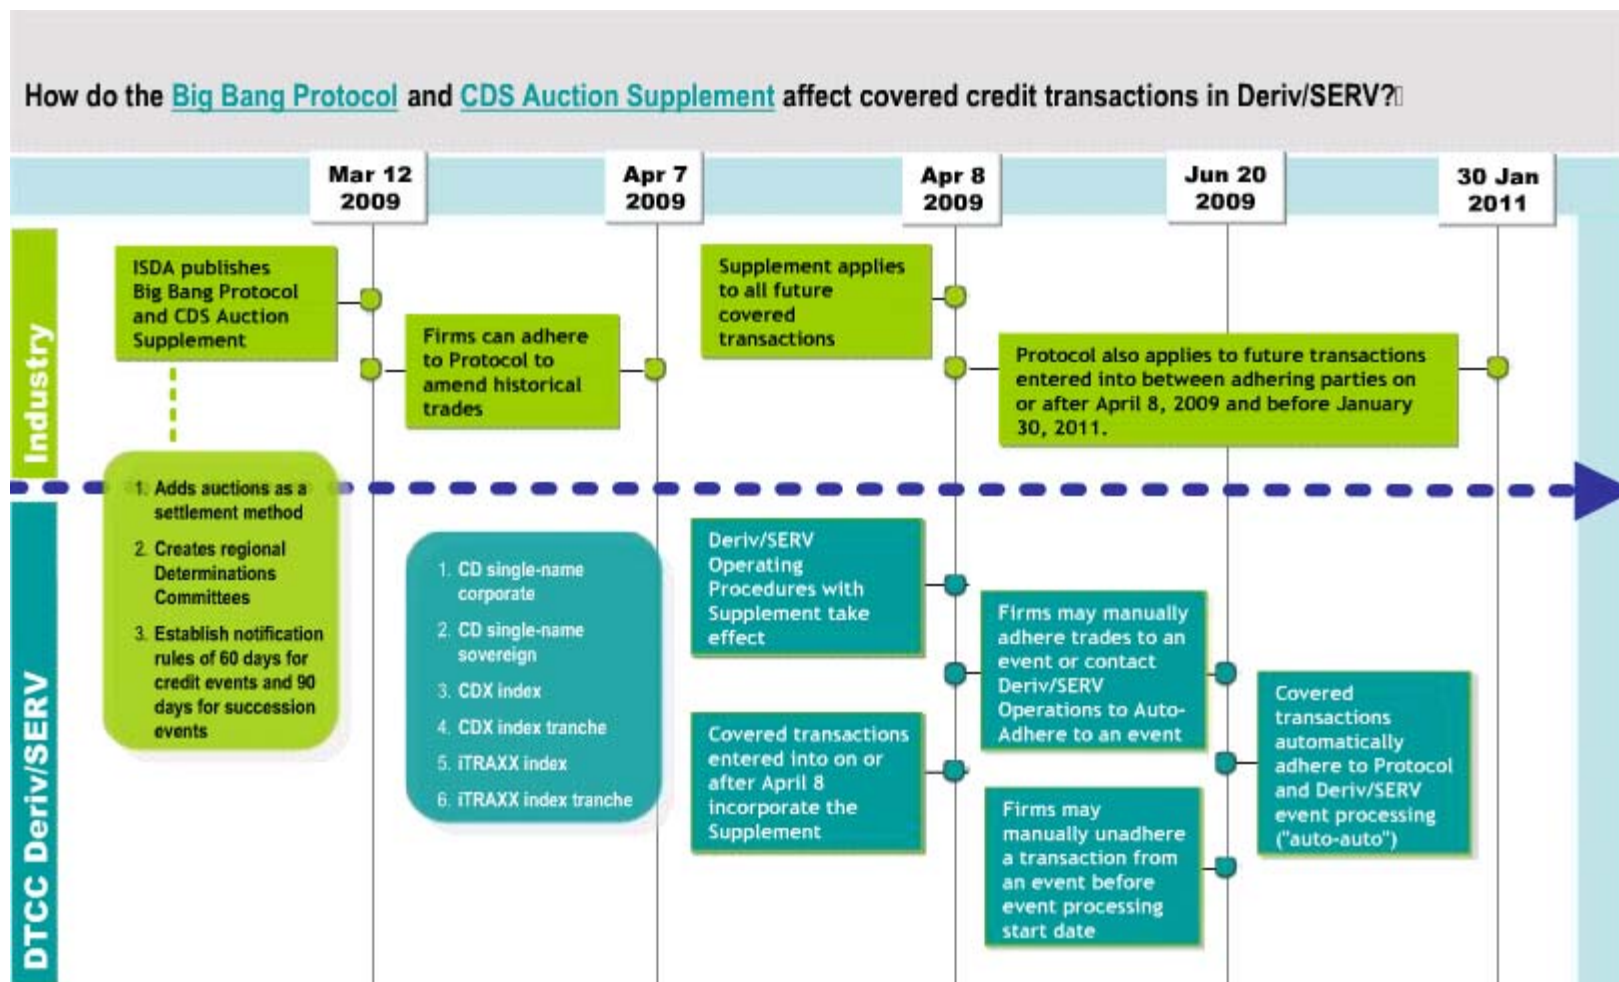 How do the Big Bang Protocol and CDS Auction Supplement affect covered credit transactions in Deriv/SERV?
Mar 12
2009
Apr 7
2009
Apr 8
2009
Jun 20
2009
30 Jan
2011
Industry
ISDA publishes
Big Bang Protocol
and CDS Auction
Supplement
Firms can adhere
to Protocol to
amend historical
trades
Supplement applies
to all future
covered
transactions
Protocol also applies to future transactions
entered into between adhering parties on
or after April 8, 2009 and before January
30, 2011.
1. Adds auctions as a
settlement method
2. Creates regional
Determinations
Committees
3. Establish notification
rules of 60 days for
credit events and 90
days for succession
events
DTCC Deriv/SERV
1. CD single-name
corporate
2. CD single-name
sovereign
3. CDX index
4. CDX index tranche
5. iTRAXX index
6. iTRAXX index tranche
Deriv/SERV
Operating
Procedures with
Supplement take
effect
Covered transactions
entered into on or
after April 8
incorporate the
Supplement
Firms may manually
adhere trades to an
event or contact
Deriv/SERV
Operations to Auto-
Adhere to an event
Firms may
manually unadhere
a transaction from
an event before
event processing
start date
Covered
transactions
automatically
adhere to Protocol
and Deriv/SERV
event processing
("auto-auto")